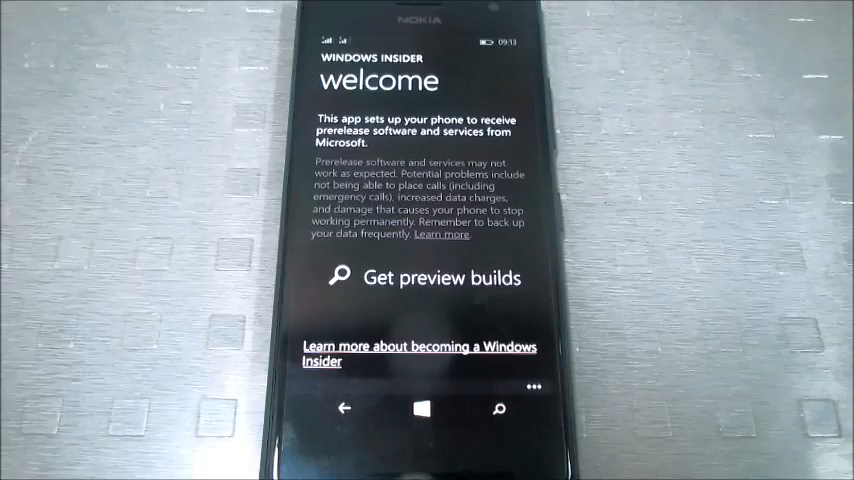 NOKIA
09:13
WINDOWS INSIDER
welcome
This app sets up your phone to receive
prerelease software and services from
Microsoft.
Prerelease software and services may not
work as expected. Potential problems include
not being able to place calls (including
emergency calls), increased data charges,
and damage that causes your phone to stop
working permanently. Remember to back up
your data frequently. Learn more.
Get preview builds
Learn more about becoming a Windows
Insider